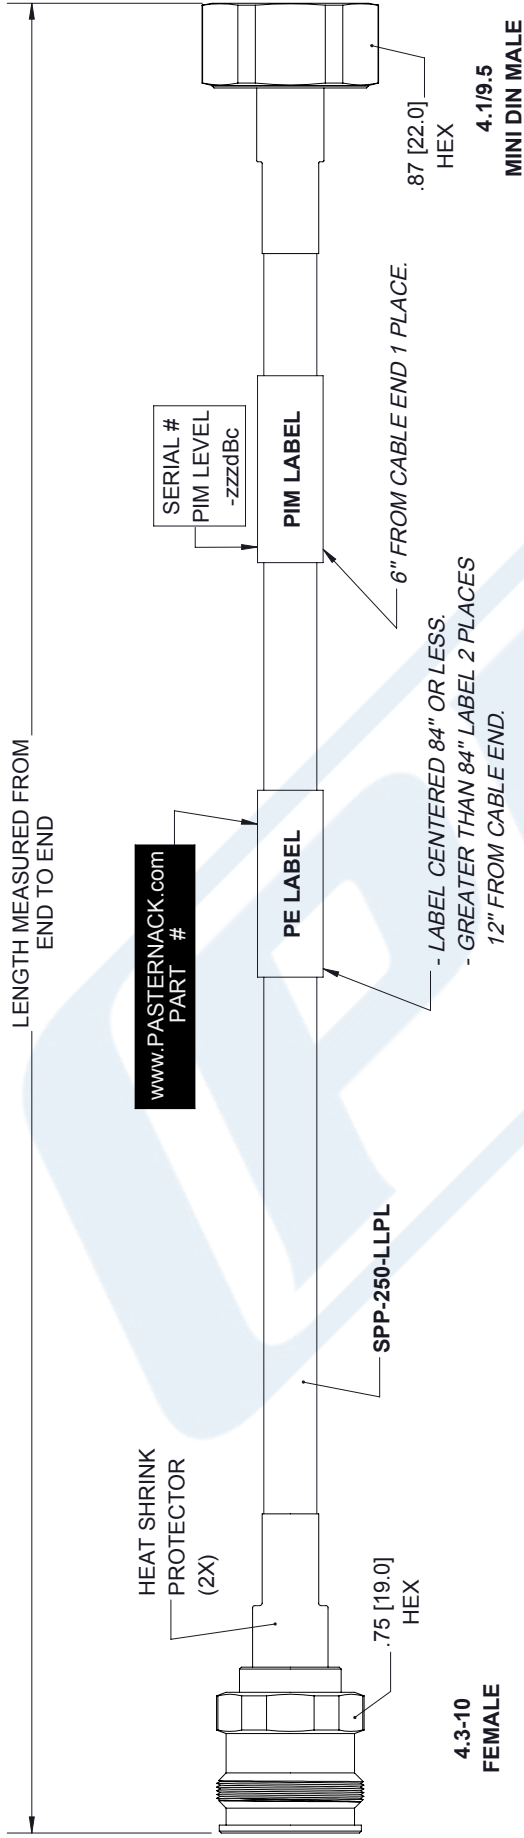 LENGTH MEASURED FROM
END TO END
www.PASTERNACK.com
PART #
SERIAL #
PIM LEVEL
-zzzdBc
HEAT SHRINK
PROTECTOR
(2X)
PE LABEL
PIM LABEL
.75 [19.0]
HEX
SPP-250-LLPL
- LABEL CENTERED 84" OR LESS.
- GREATER THAN 84" LABEL 2 PLACES
12" FROM CABLE END.
6" FROM CABLE END 1 PLACE.
.87 [22.0]
HEX
4.3-10
FEMALE
4.1/9.5
MINI DIN MALE